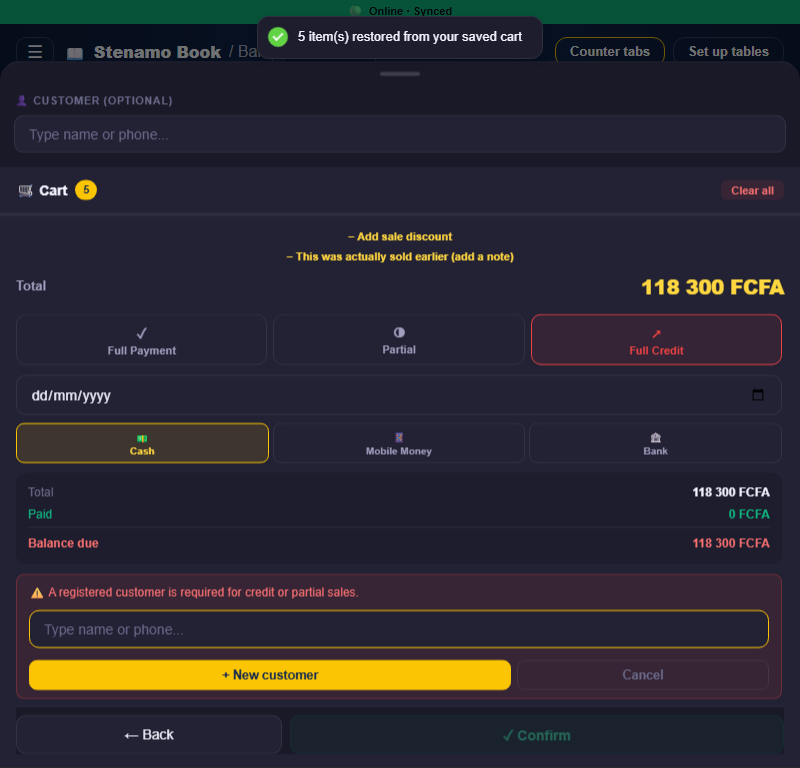 Online · Synced
5 item(s) restored from your saved cart
Stenamo Book / Ba
Counter tabs
Set up tables
CUSTOMER (OPTIONAL)
Type name or phone...
Cart 5
Clear all
– Add sale discount
– This was actually sold earlier (add a note)
Total
118 300 FCFA
✓
Full Payment
Partial
↗
Full Credit
dd/mm/yyyy
Cash
Mobile Money
Bank
Total
118 300 FCFA
Paid
0 FCFA
Balance due
118 300 FCFA
⚠️ A registered customer is required for credit or partial sales.
Type name or phone...
+ New customer
Cancel
← Back
✓ Confirm